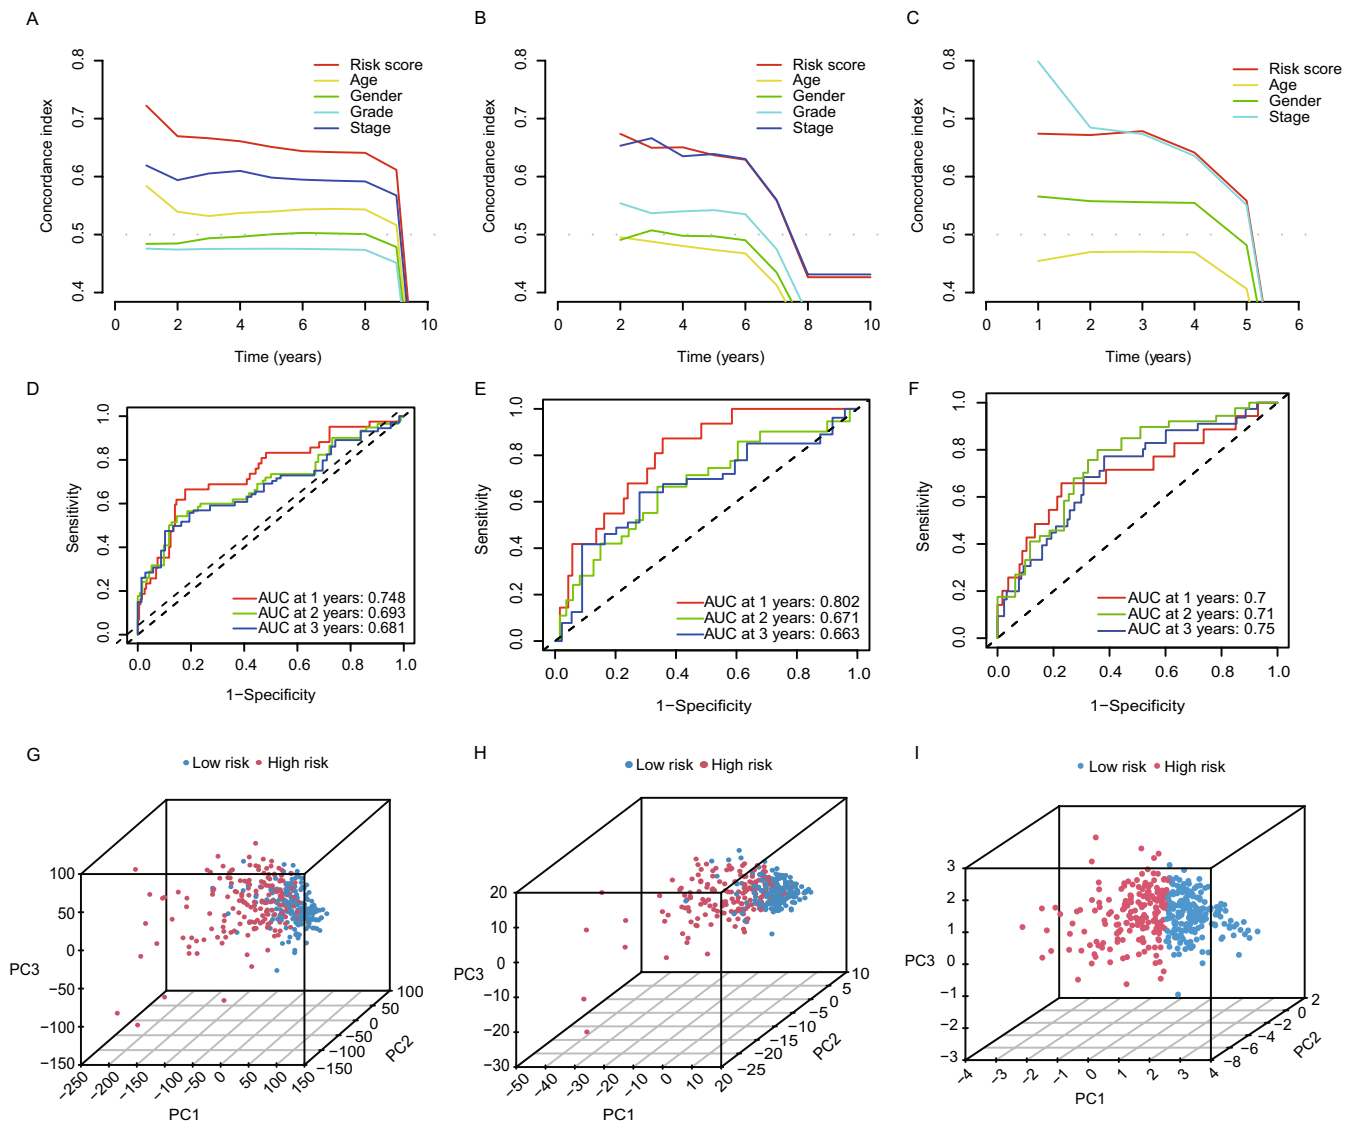 A
B
C
0.8
0.7
0.6
0.5
0.4
Concordance index
Risk score
Age
Gender
Grade
Stage
0 2 4 6 8 10
Time (years)
0.8
0.7
0.6
0.5
0.4
Concordance index
Risk score
Age
Gender
Grade
Stage
0 2 4 6 8 10
Time (years)
0.8
0.7
0.6
0.5
0.4
Concordance index
Risk score
Age
Gender
Stage
0 1 2 3 4 5 6
Time (years)
D
E
F
1.0
0.8
0.6
0.4
0.2
0.0
Sensitivity
AUC at 1 years: 0.748
AUC at 2 years: 0.693
AUC at 3 years: 0.681
0.0 0.2 0.4 0.6 0.8 1.0
1−Specificity
1.0
0.8
0.6
0.4
0.2
0.0
Sensitivity
AUC at 1 years: 0.802
AUC at 2 years: 0.671
AUC at 3 years: 0.663
0.0 0.2 0.4 0.6 0.8 1.0
1−Specificity
1.0
0.8
0.6
0.4
0.2
0.0
Sensitivity
AUC at 1 years: 0.7
AUC at 2 years: 0.71
AUC at 3 years: 0.75
0.0 0.2 0.4 0.6 0.8 1.0
1−Specificity
G
H
I
Low risk High risk
100
50
0
−50
−100
−150
PC3
−250 −200 −150 −100 −50 0 50 100 150
PC1
−150 −100 −50 0 50 100
PC2
Low risk High risk
20
10
0
−10
−20
−30
PC3
−50 −40 −30 −20 −10 0 10 20
PC1
−25 −20 −15 −10 −5 0 5 10
PC2
Low risk High risk
3
2
1
0
−1
−2
−3
PC3
−4 −3 −2 −1 0 1 2 3 4
PC1
−8 −6 −4 −2 0 2
PC2